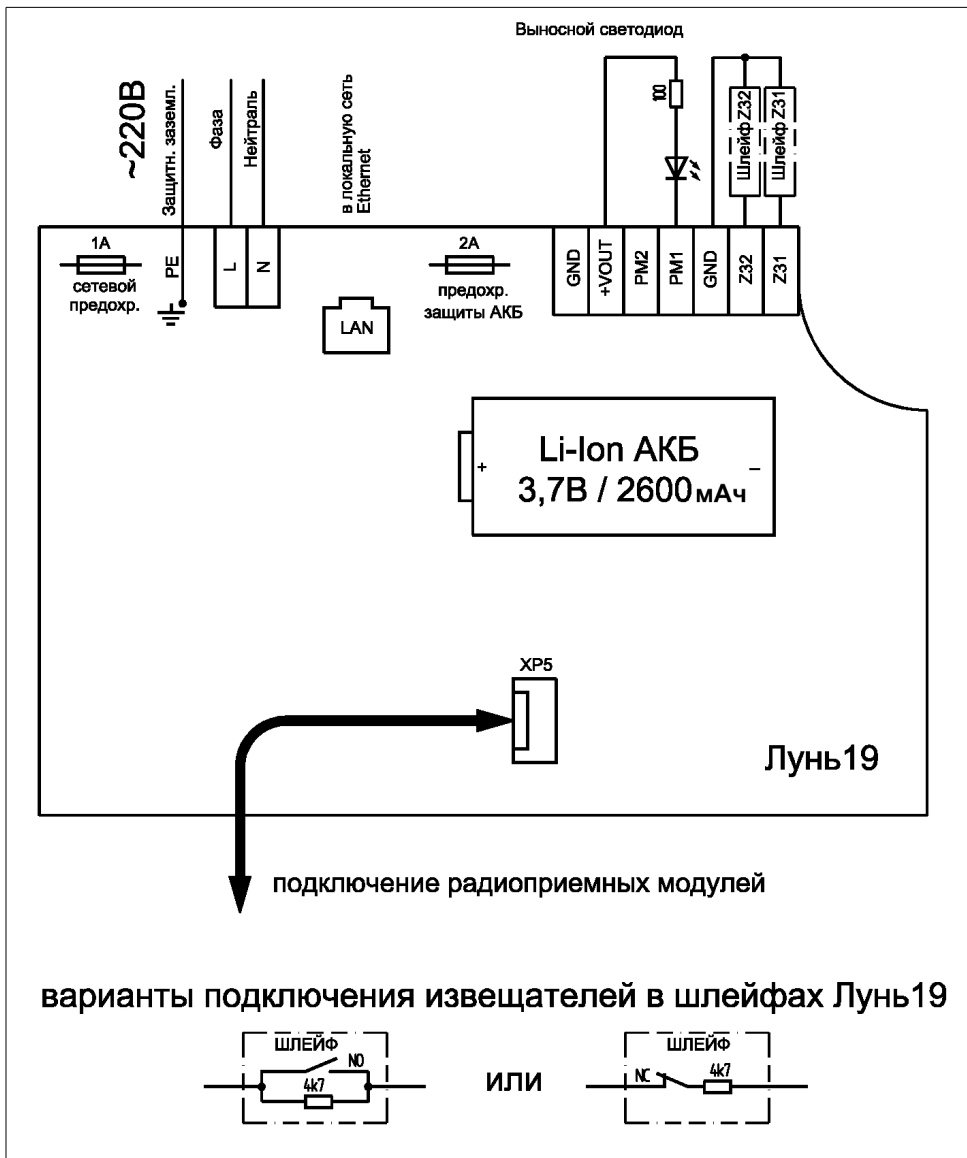 Выносной светодиод
~220В
Защитн. заземл.
Фаза
Нейтраль
в локальную сеть
Ethernet
100
Шлейф Z32
Шлейф Z31
1А
сетевой
предохр.
PE
L
N
LAN
2А
предохр.
защиты АКБ
GND
+VOUT
PM2
PM1
GND
Z32
Z31
Li-Ion АКБ
+
–
3,7В / 2600мАч
XP5
Лунь19
подключение радиоприемных модулей
варианты подключения извещателей в шлейфах Лунь19
ШЛЕЙФ
NO
4k7
или
ШЛЕЙФ
NC
4k7